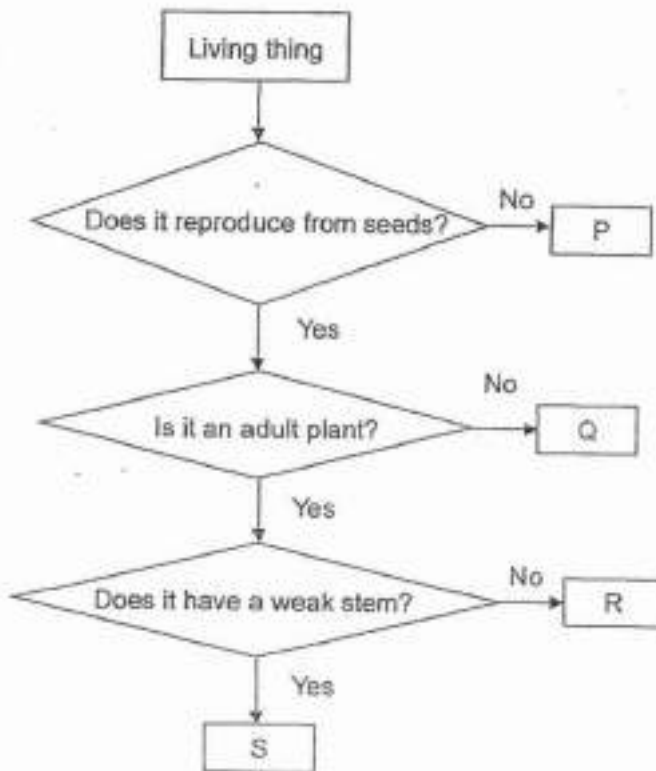 Living thing
Does it reproduce from seeds?
No
P
Yes
Is it an adult plant?
No
Q
Yes
Does it have a weak stem?
No
R
Yes
S